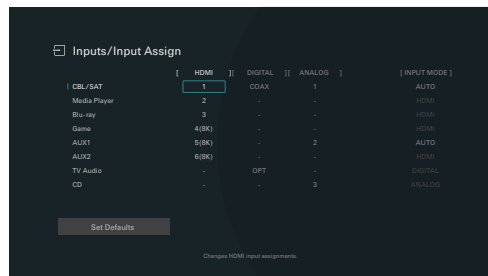 Inputs/Input Assign
[ HDMI ][ DIGITAL ][ ANALOG ] [ INPUT MODE ]
CBL/SAT 1 COAX 1 AUTO
Media Player 2 - - HDMI
Blu-ray 3 - - HDMI
Game 4(8K) - - HDMI
AUX1 5(8K) - 2 AUTO
AUX2 6(8K) - - HDMI
TV Audio - OPT - DIGITAL
CD - - 3 ANALOG
Set Defaults
Changes HDMI input assignments.